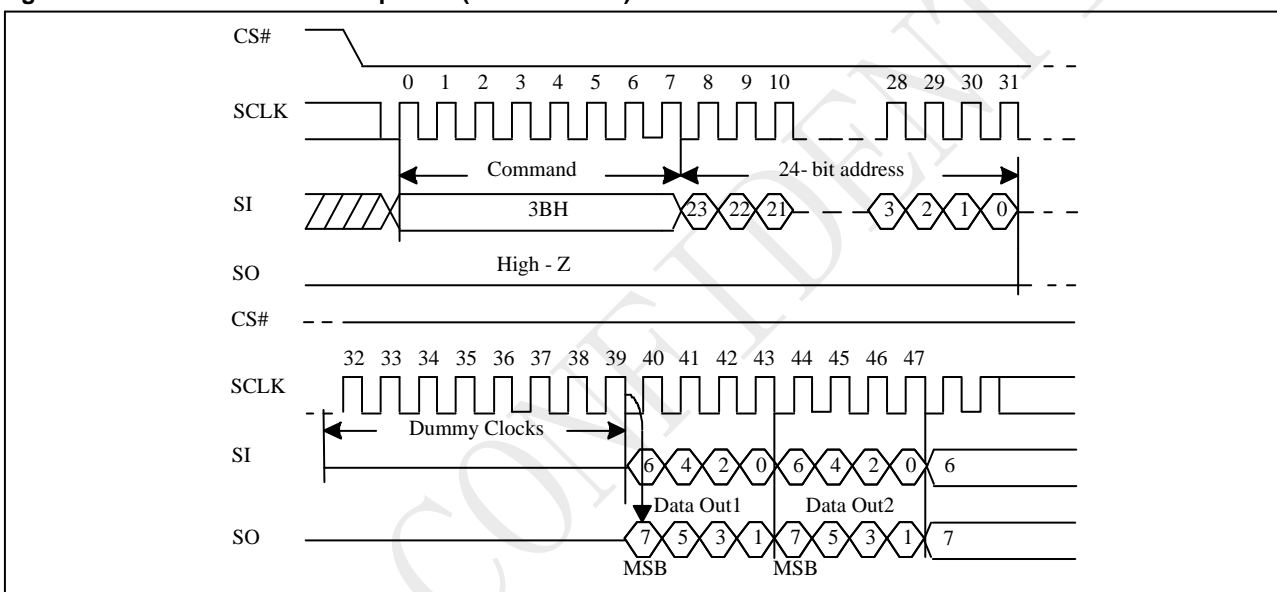 CS#
0 1 2 3 4 5 6 7 8 9 10 28 29 30 31
SCLK
Command 24- bit address
SI 3BH 23 22 21 3 2 1 0
High - Z
SO
CS#
32 33 34 35 36 37 38 39 40 41 42 43 44 45 46 47
SCLK
Dummy Clocks
SI 6 4 2 0 6 4 2 0 6
Data Out1 Data Out2
SO 7 5 3 1 7 5 3 1 7
MSB MSB
CONFIDENT